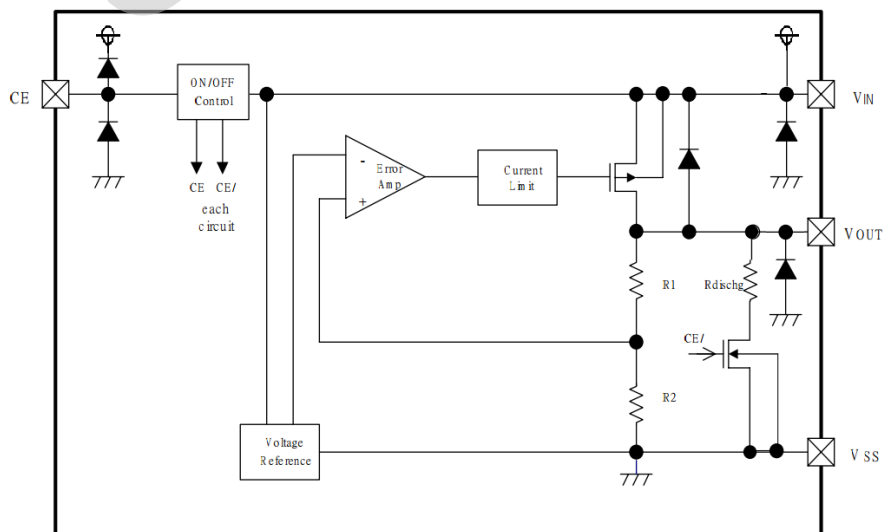 CE
ON/OFF
Control
VIN
CE CE/
each
circuit
-
Error
Amp
+
Current
Limit
VOUT
R1
Rdischg
CE/
R2
Voltage
Reference
VSS